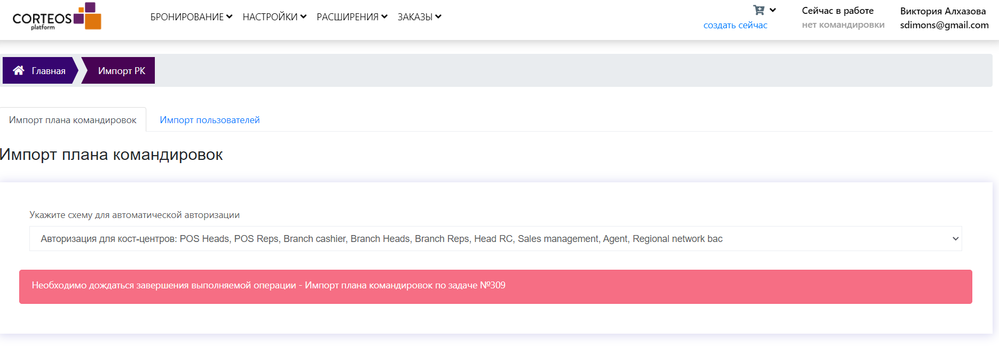 CORTEOS
platform
БРОНИРОВАНИЕ НАСТРОЙКИ РАСШИРЕНИЯ ЗАКАЗЫ
создать сейчас
Сейчас в работе
нет командировки
Виктория Алхазова
sdimons@gmail.com
Главная Импорт РК
Импорт плана командировок Импорт пользователей
Импорт плана командировок
Укажите схему для автоматической авторизации
Авторизация для кост-центров: POS Heads, POS Reps, Branch cashier, Branch Heads, Branch Reps, Head RC, Sales management, Agent, Regional network bac
Необходимо дождаться завершения выполняемой операции - Импорт плана командировок по задаче №309